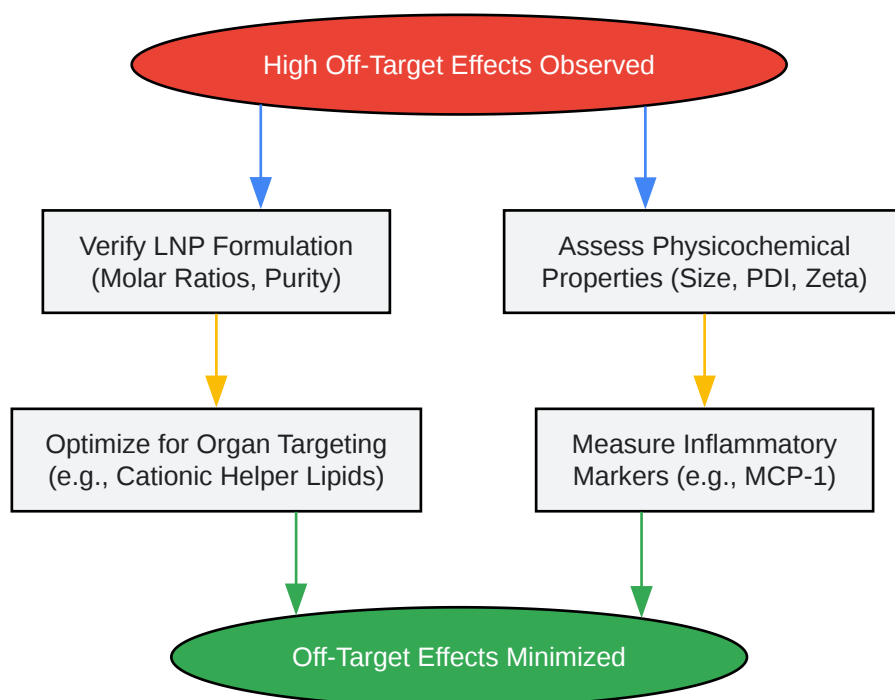 High Off-Target Effects Observed
Verify LNP Formulation
(Molar Ratios, Purity)
Assess Physicochemical
Properties (Size, PDI, Zeta)
Optimize for Organ Targeting
(e.g., Cationic Helper Lipids)
Measure Inflammatory
Markers (e.g., MCP-1)
Off-Target Effects Minimized